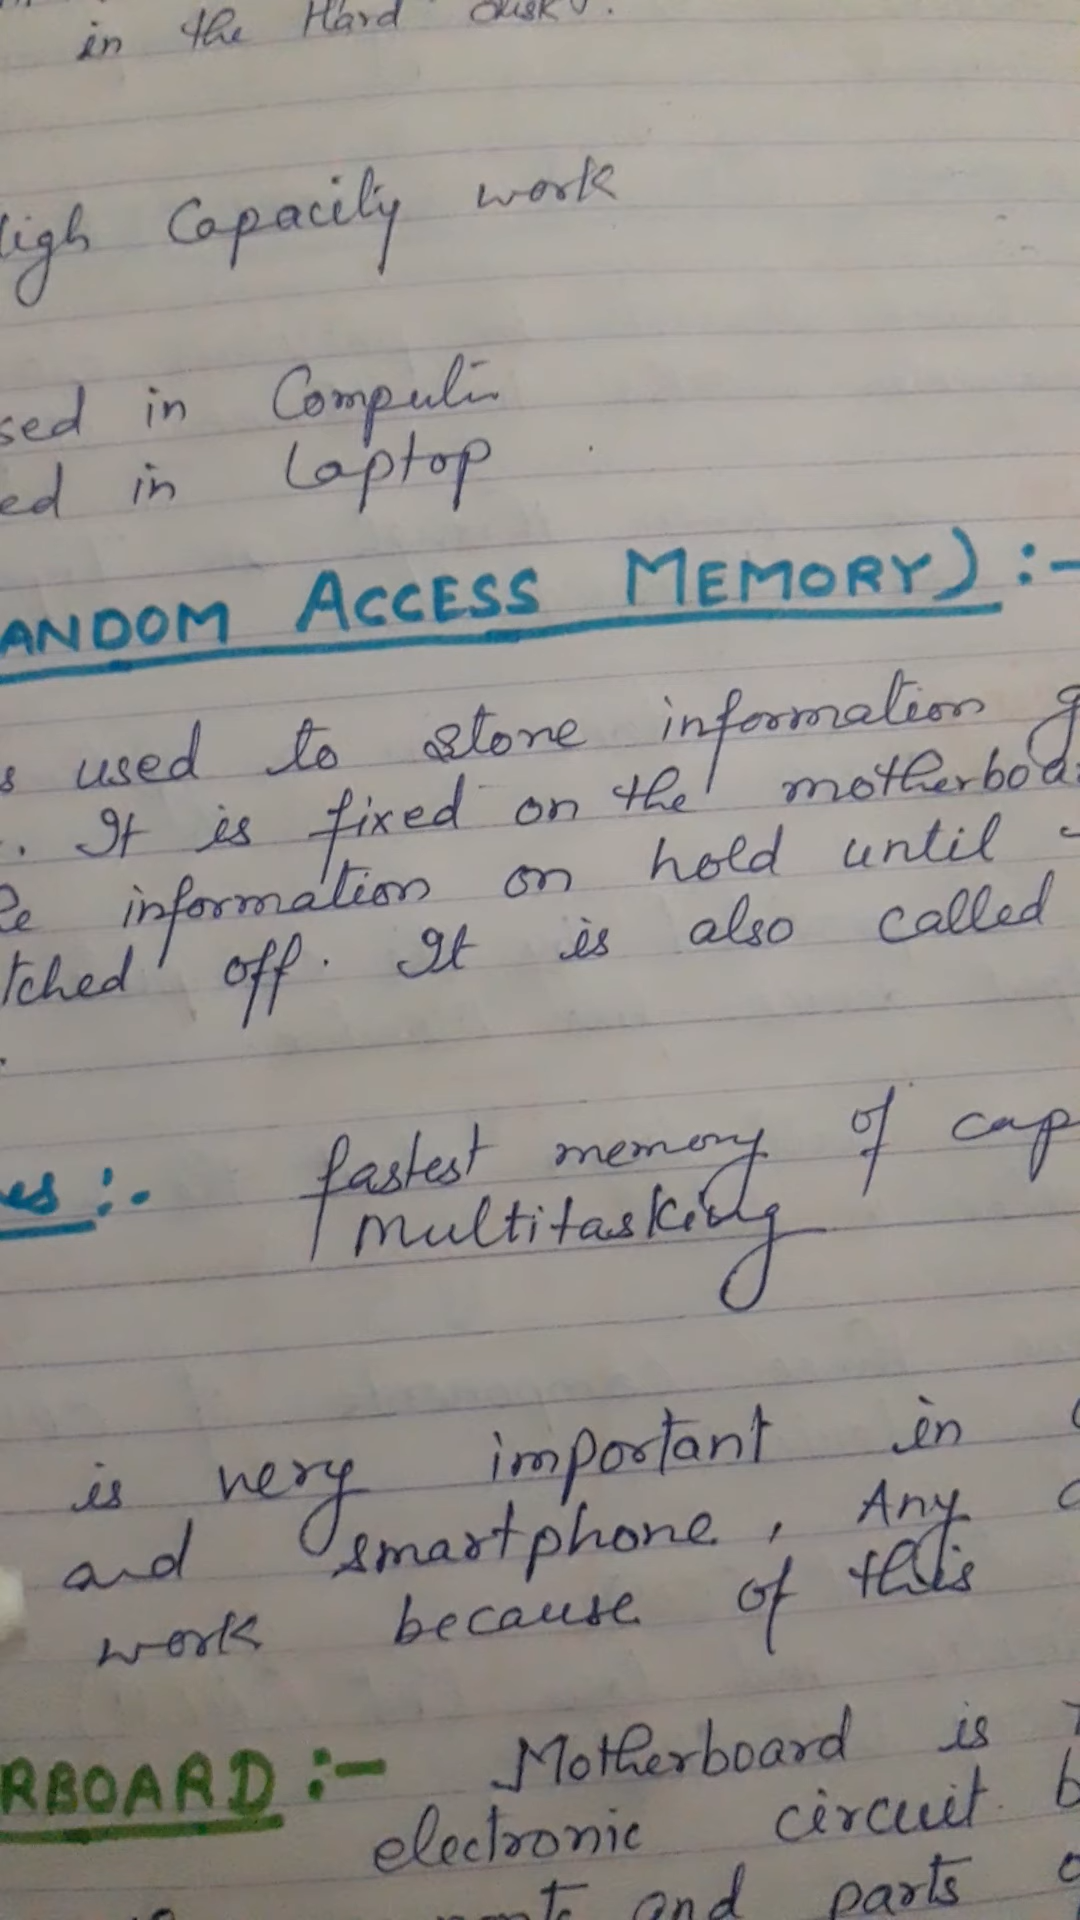 in the Hard
High Capacity work
sed in
ed in Laptop
ANDOM ACCESS MEMORY) :-
s used to store information
. It is fixed on the motherboa
information on hold until
tched off. It is also called
es :- fastest memory of cap
multitasking
is very important in
and smartphone, Any
work because of this
RBOARD :- Motherboard is
electronic circuit b
and parts